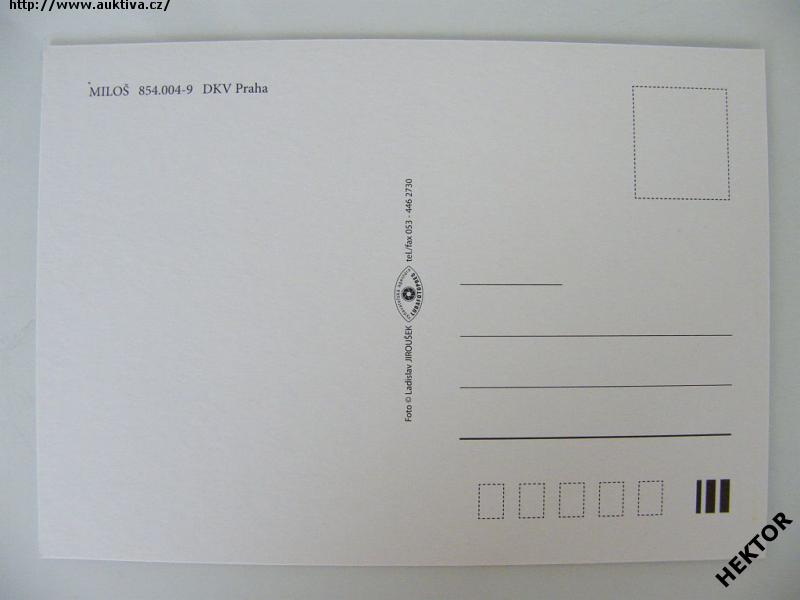 http://www.auktiva.cz/
MILOŠ 854.004-9 DKV Praha
Foto © Ladislav JIROUŠEK tel./fax 053 - 446 2730
HEKTOR